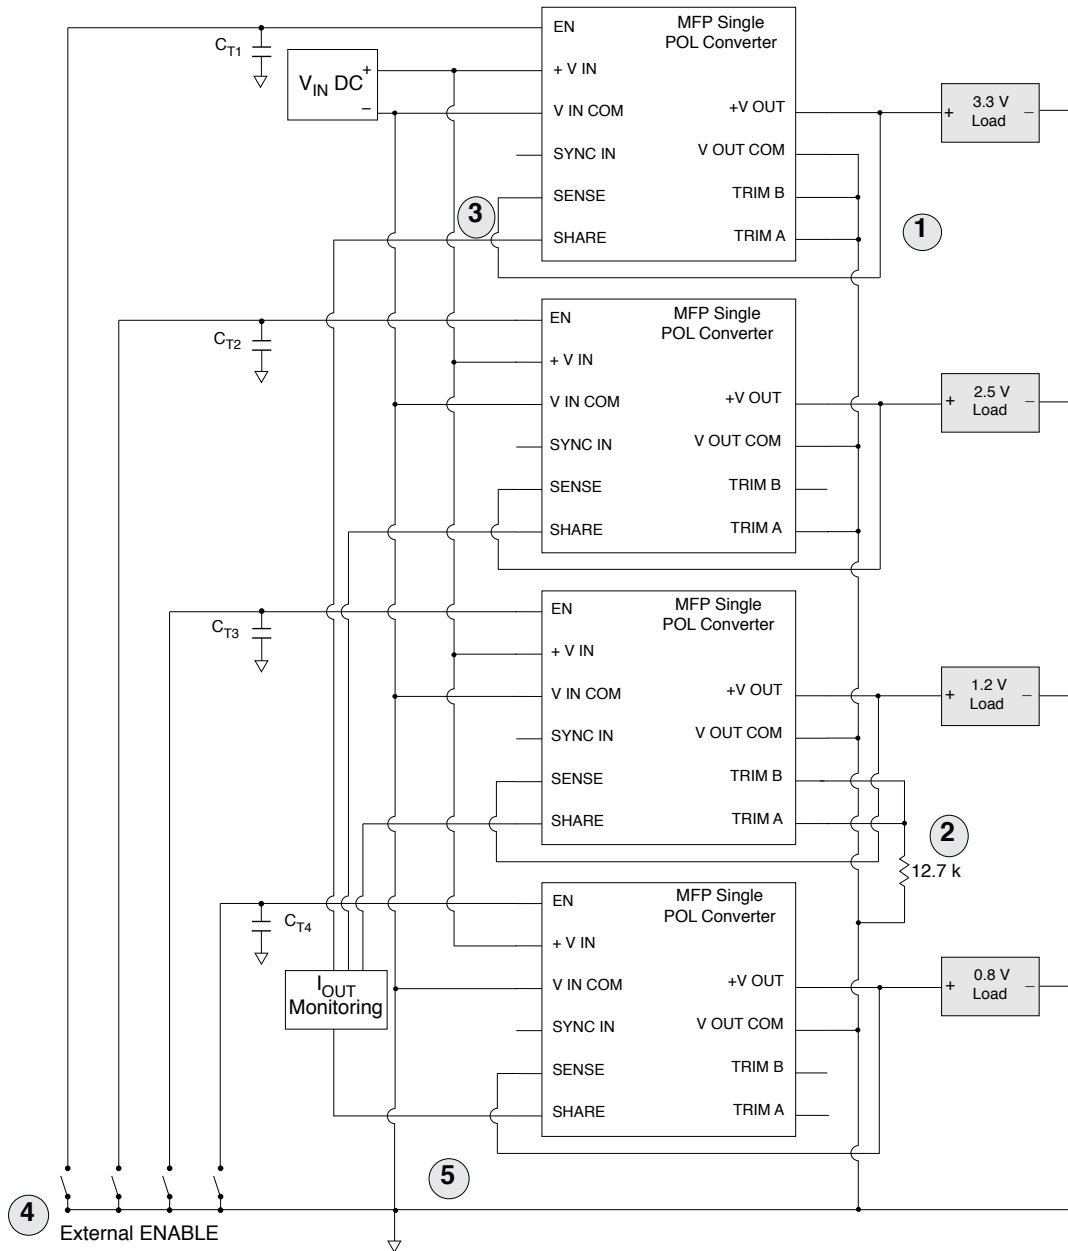 MFP Single
POL Converter
EN
C_T1
V_IN DC
+
−
+ V IN
V IN COM
+V OUT
+ 3.3 V −
Load
SYNC IN
V OUT COM
SENSE
TRIM B
3
SHARE
TRIM A
1
MFP Single
POL Converter
EN
C_T2
+ V IN
V IN COM
+V OUT
+ 2.5 V −
Load
SYNC IN
V OUT COM
SENSE
TRIM B
SHARE
TRIM A
MFP Single
POL Converter
EN
C_T3
+ V IN
V IN COM
+V OUT
+ 1.2 V −
Load
SYNC IN
V OUT COM
SENSE
TRIM B
SHARE
TRIM A
2
12.7 k
MFP Single
POL Converter
EN
C_T4
+ V IN
I_OUT
Monitoring
V IN COM
+V OUT
+ 0.8 V −
Load
SYNC IN
V OUT COM
SENSE
TRIM B
SHARE
TRIM A
5
4
External ENABLE